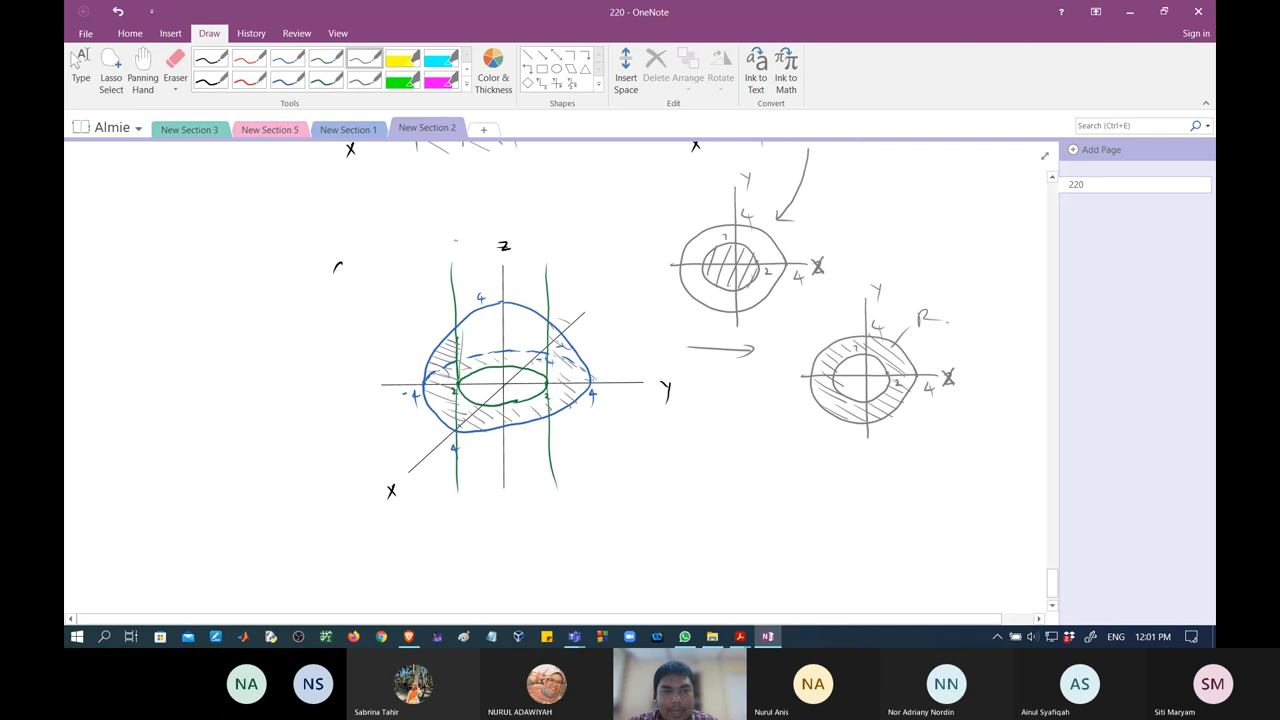 220 - OneNote
?
Sign in
File
Home
Insert
Draw
History
Review
View
Type
Lasso
Select
Panning
Hand
Eraser
Color &
Thickness
Insert
Space
Delete
Arrange
Rotate
Ink to
Text
Ink to
Math
Tools
Shapes
Edit
Convert
Almie
New Section 3
New Section 5
New Section 1
New Section 2
Search (Ctrl+E)
Add Page
220
X
X
Y
4
2
4
X
Z
4
-4
2
2
4
Y
4
X
Y
4
R.
2
4
X
ENG
12:01 PM
NA
NS
Sabrina Tahir
NURUL ADAWIYAH
NA
Nurul Anis
NN
Nor Adriany Nordin
AS
Ainul Syafiqah
SM
Siti Maryam